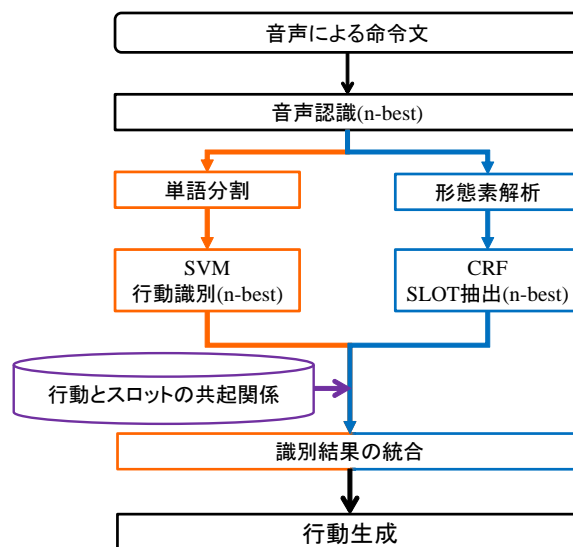 音声による命令文
音声認識(n-best)
単語分割
形態素解析
SVM
行動識別(n-best)
CRF
SLOT抽出(n-best)
行動とスロットの共起関係
識別結果の統合
行動生成